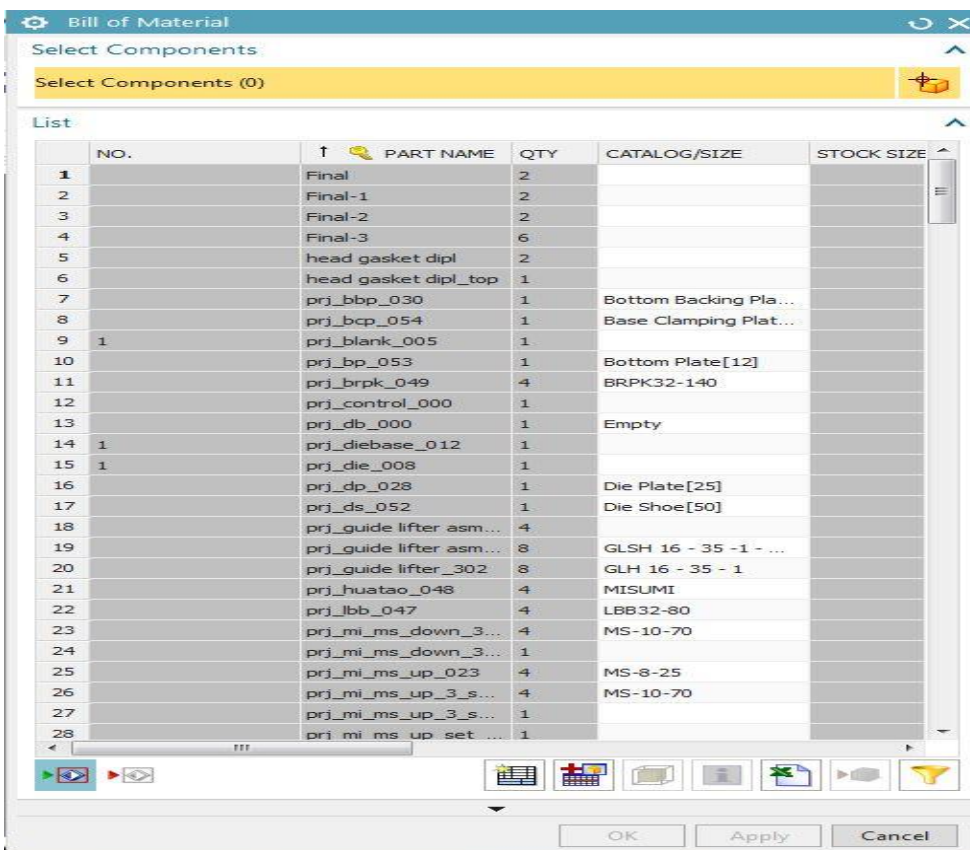 Bill of Material
Select Components
Select Components (0)
List
NO. PART NAME QTY CATALOG/SIZE STOCK SIZE
1 Final 2
2 Final-1 2
3 Final-2 2
4 Final-3 6
5 head gasket dipl 2
6 head gasket dipl_top 1
7 prj_bbp_030 1 Bottom Backing Pla...
8 prj_bcp_054 1 Base Clamping Plat...
9 1 prj_blank_005 1
10 prj_bp_053 1 Bottom Plate[12]
11 prj_brpk_049 4 BRPK32-140
12 prj_control_000 1
13 prj_db_000 1 Empty
14 1 prj_diebase_012 1
15 1 prj_die_008 1
16 prj_dp_028 1 Die Plate[25]
17 prj_ds_052 1 Die Shoe[50]
18 prj_guide lifter asm... 4
19 prj_guide lifter asm... 8 GLSH 16 - 35 -1 - ...
20 prj_guide lifter_302 8 GLH 16 - 35 - 1
21 prj_huatao_048 4 MISUMI
22 prj_lbb_047 4 LBB32-80
23 prj_mi_ms_down_3... 4 MS-10-70
24 prj_mi_ms_down_3... 1
25 prj_mi_ms_up_023 4 MS-8-25
26 prj_mi_ms_up_3_s... 4 MS-10-70
27 prj_mi_ms_up_3_s... 1
28 prj_mi_ms_up_set_... 1
OK Apply Cancel